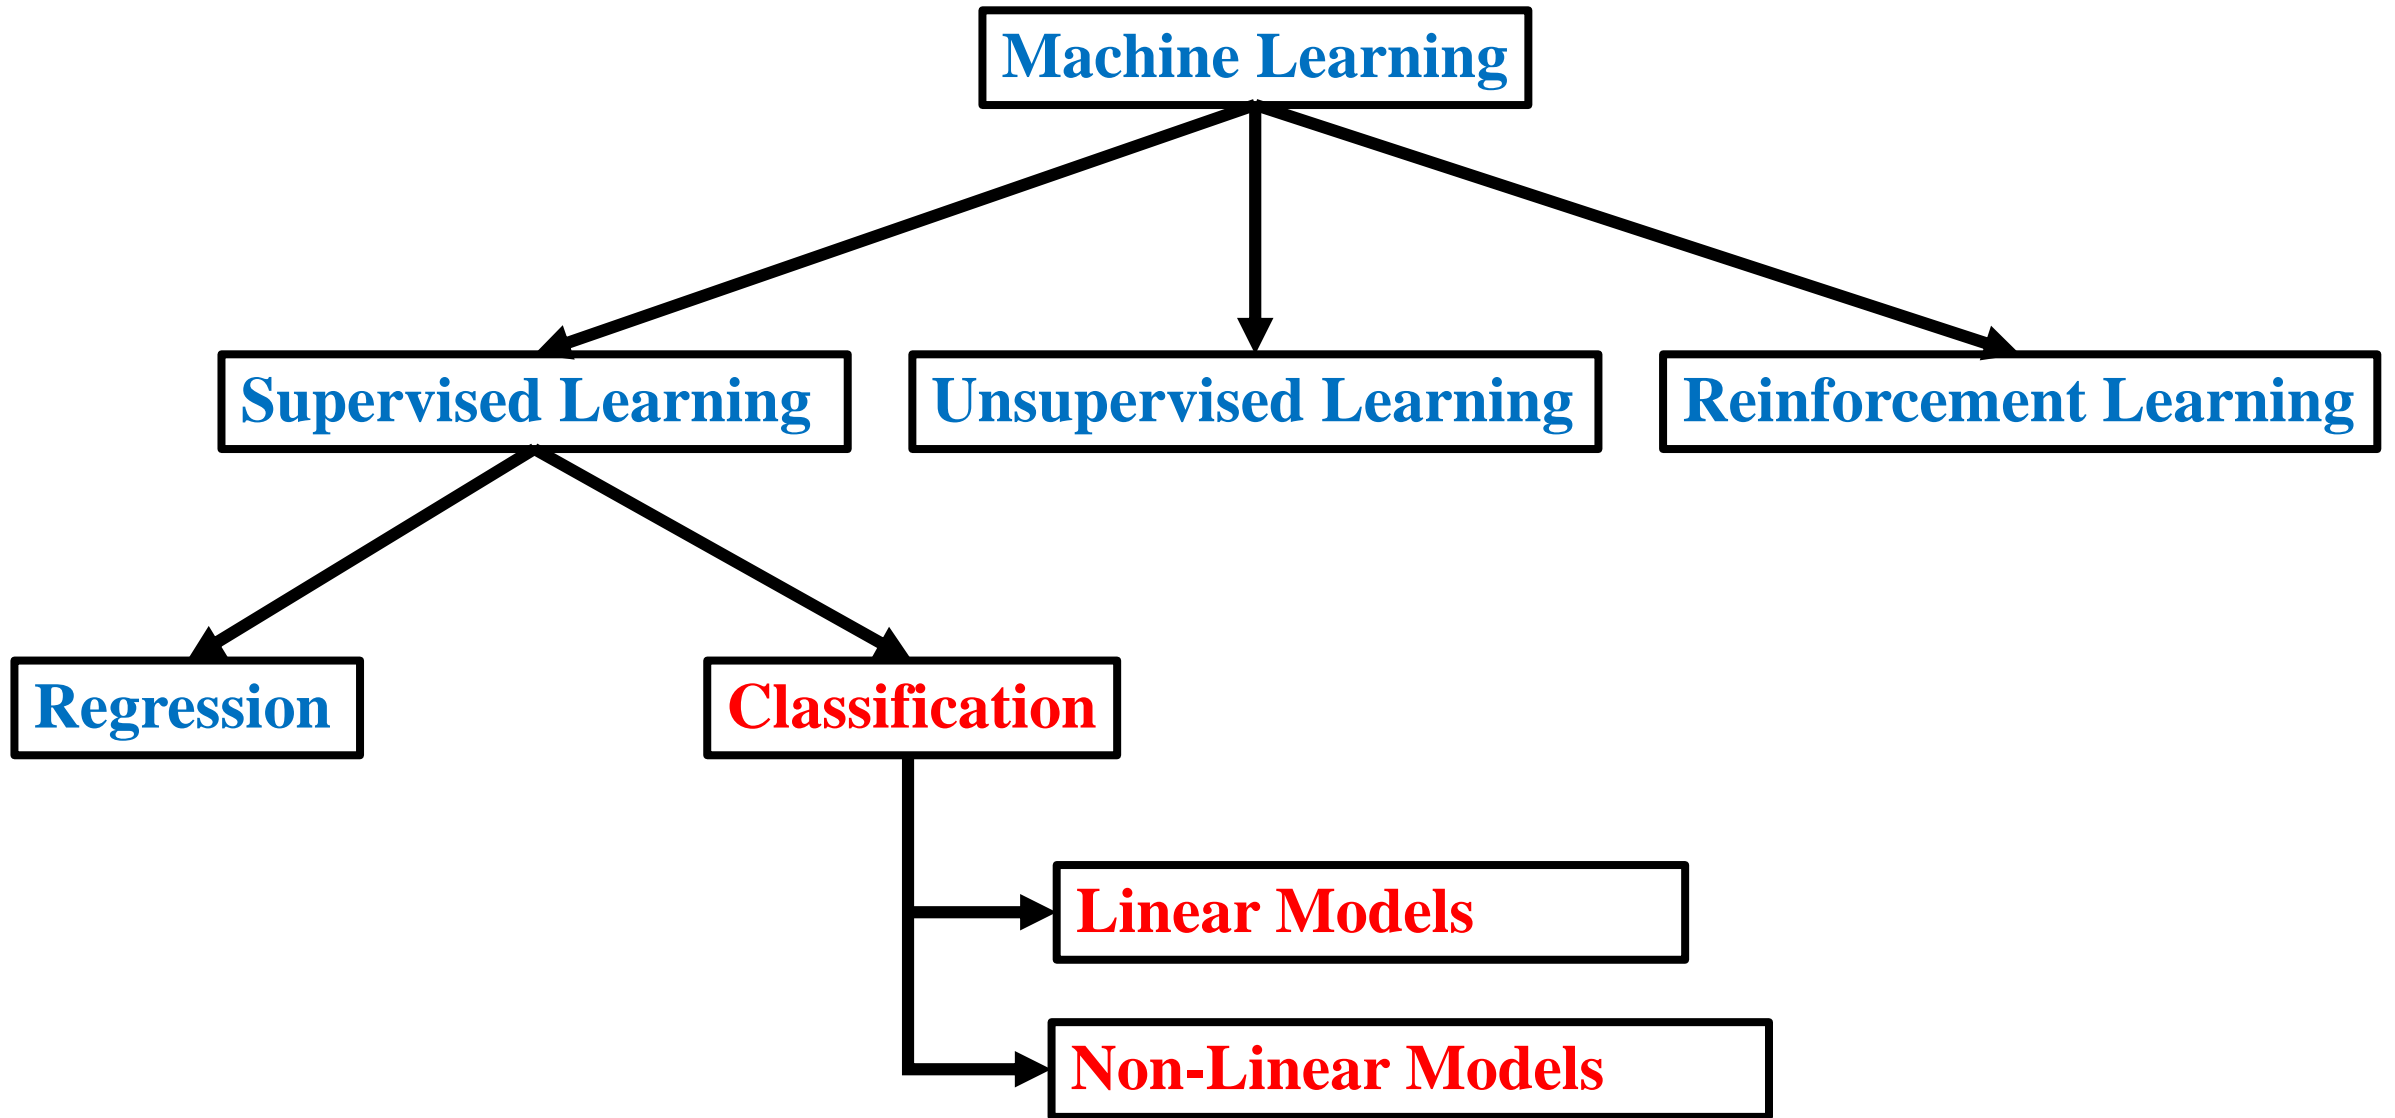 Machine Learning
Supervised Learning
Unsupervised Learning
Reinforcement Learning
Regression
Classification
Linear Models
Non-Linear Models